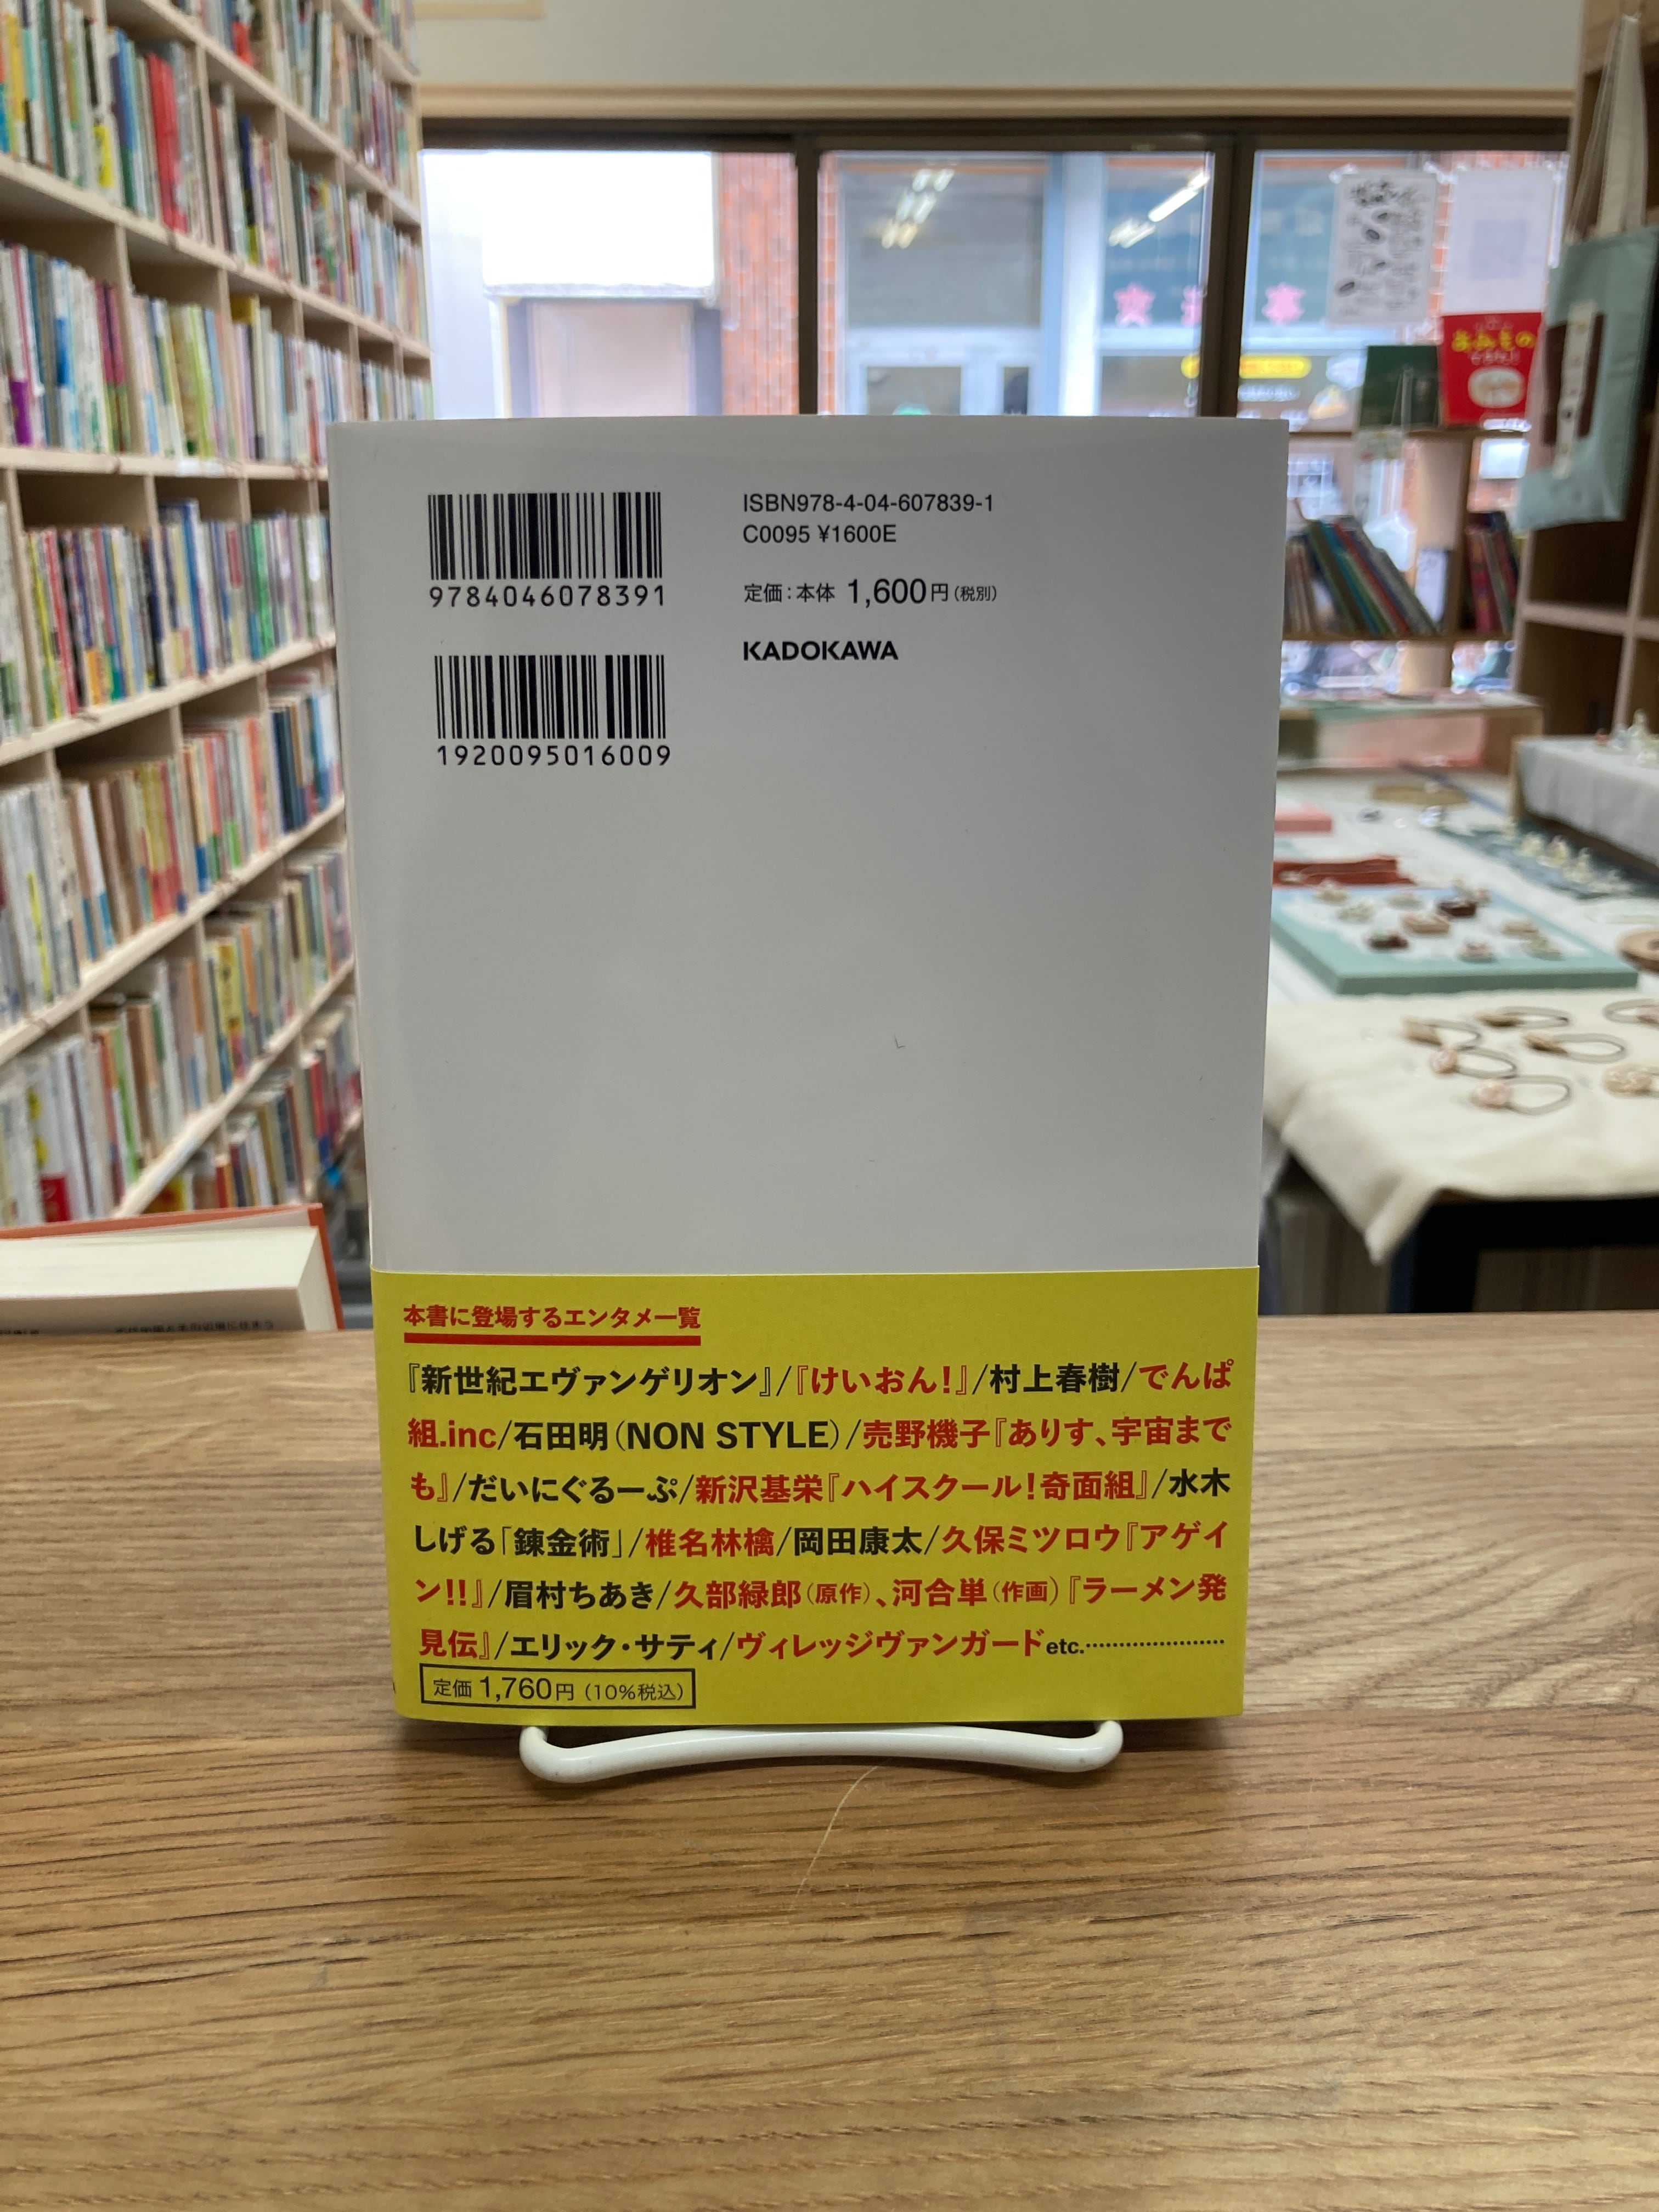 ISBN978-4-04-607839-1
C0095 ¥1600E
定価：本体 1,600円（税別）
KADOKAWA
9784046078391
1920095016009
本書に登場するエンタメ一覧
『新世紀エヴァンゲリオン』/『けいおん！』/村上春樹/でんぱ
組.inc/石田明（NON STYLE）/売野機子『ありす、宇宙まで
も』/だいにぐるーぷ/新沢基栄『ハイスクール！奇面組』/水木
しげる「錬金術」/椎名林檎/岡田康太/久保ミツロウ『アゲイ
ン!!』/眉村ちあき/久部緑郎（原作）、河合単（作画）『ラーメン発
見伝』/エリック・サティ/ヴィレッジヴァンガードetc.……………………
定価 1,760円（10%税込）